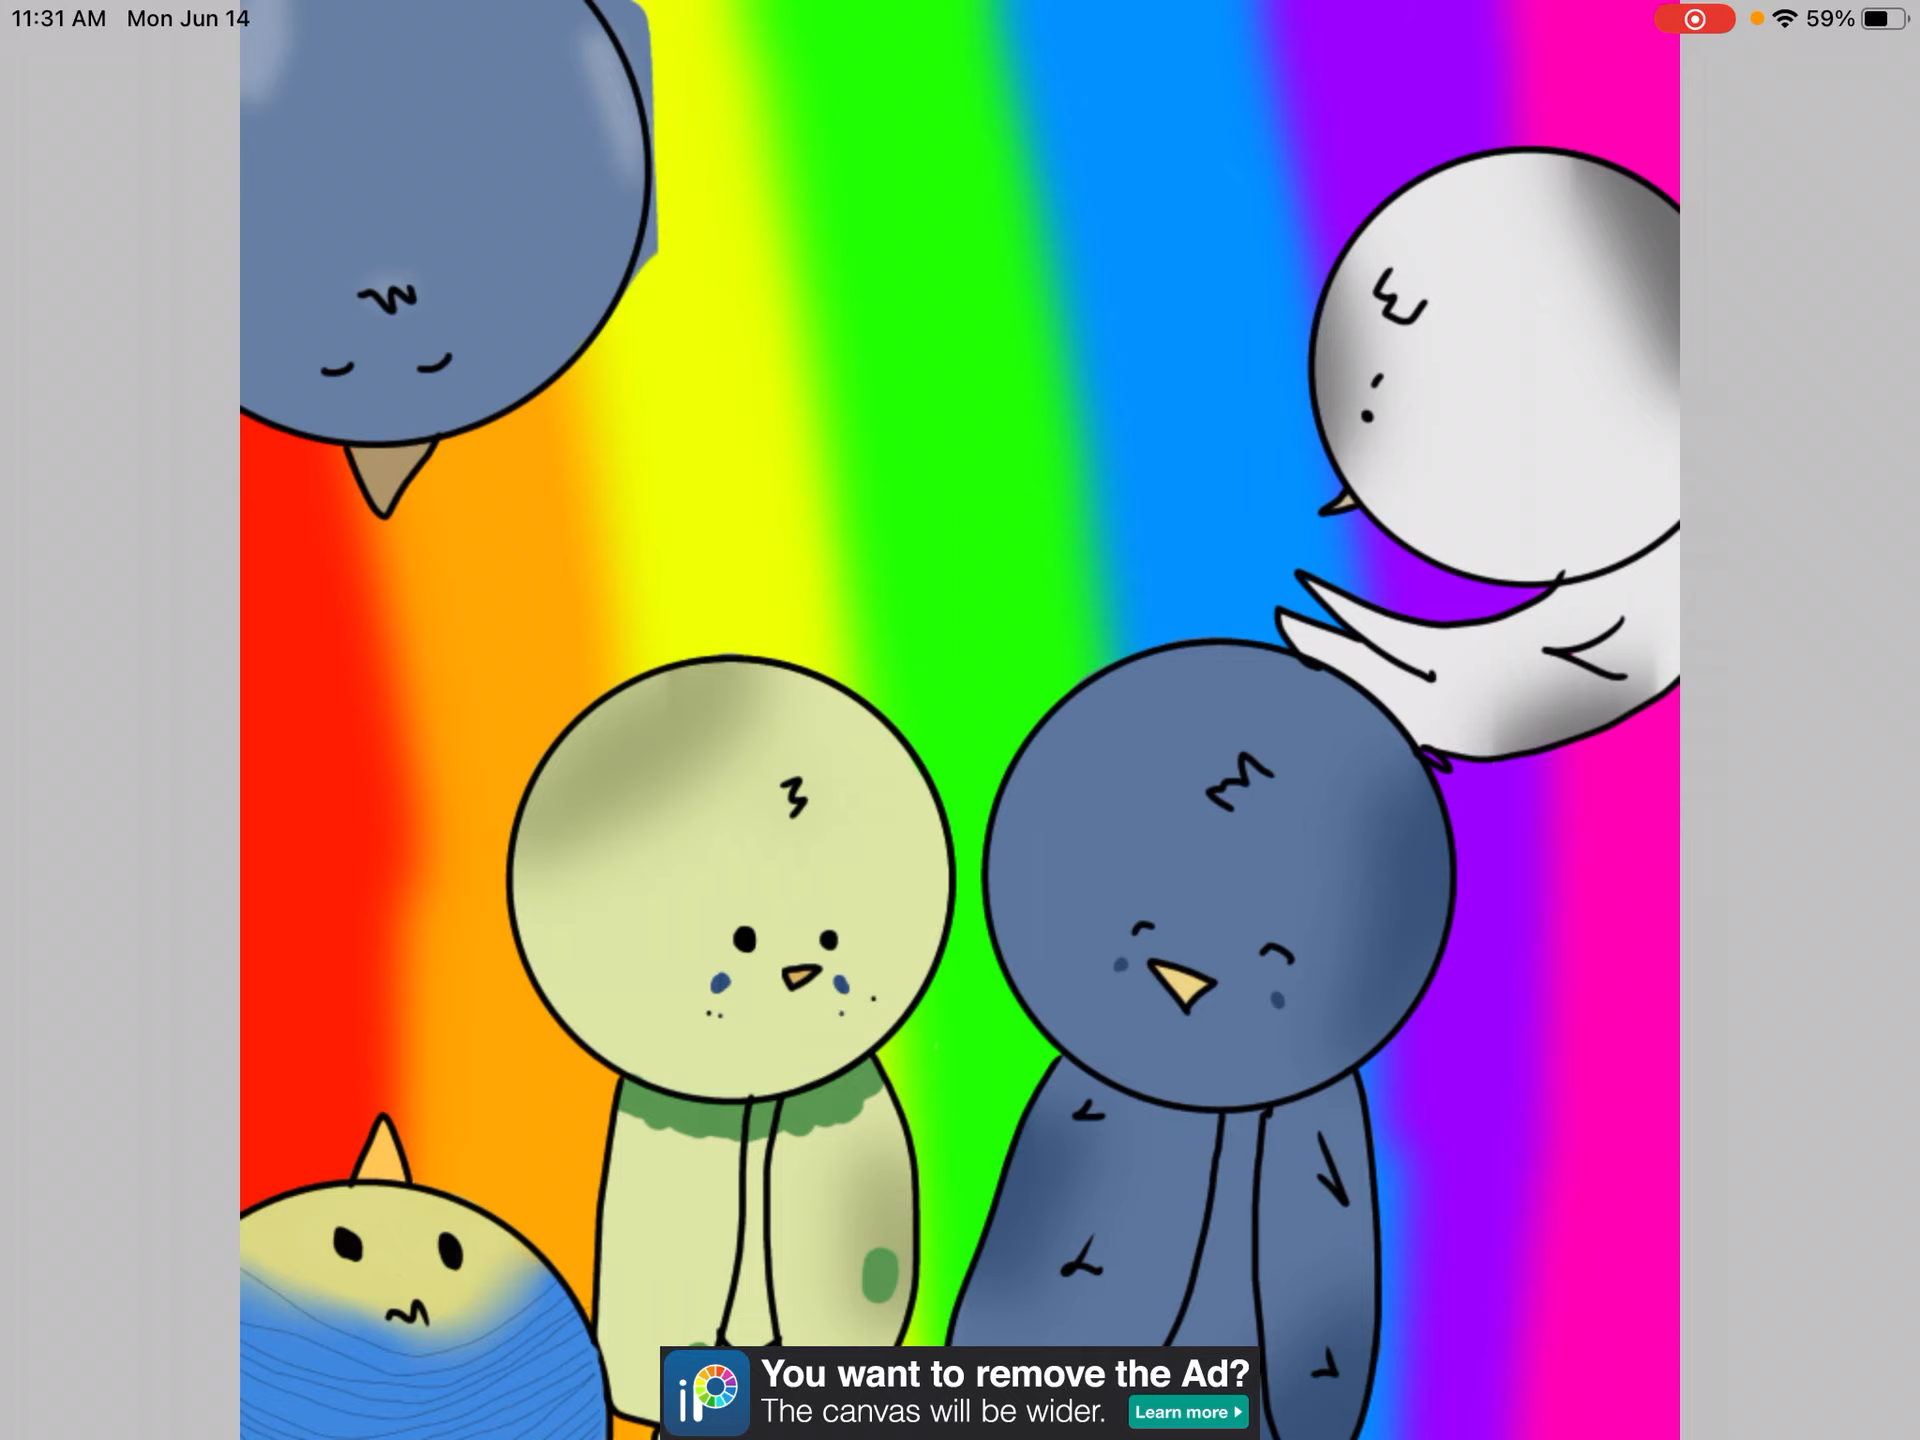 11:31 AM Mon Jun 14
59%
iP
You want to remove the Ad?
The canvas will be wider.
Learn more